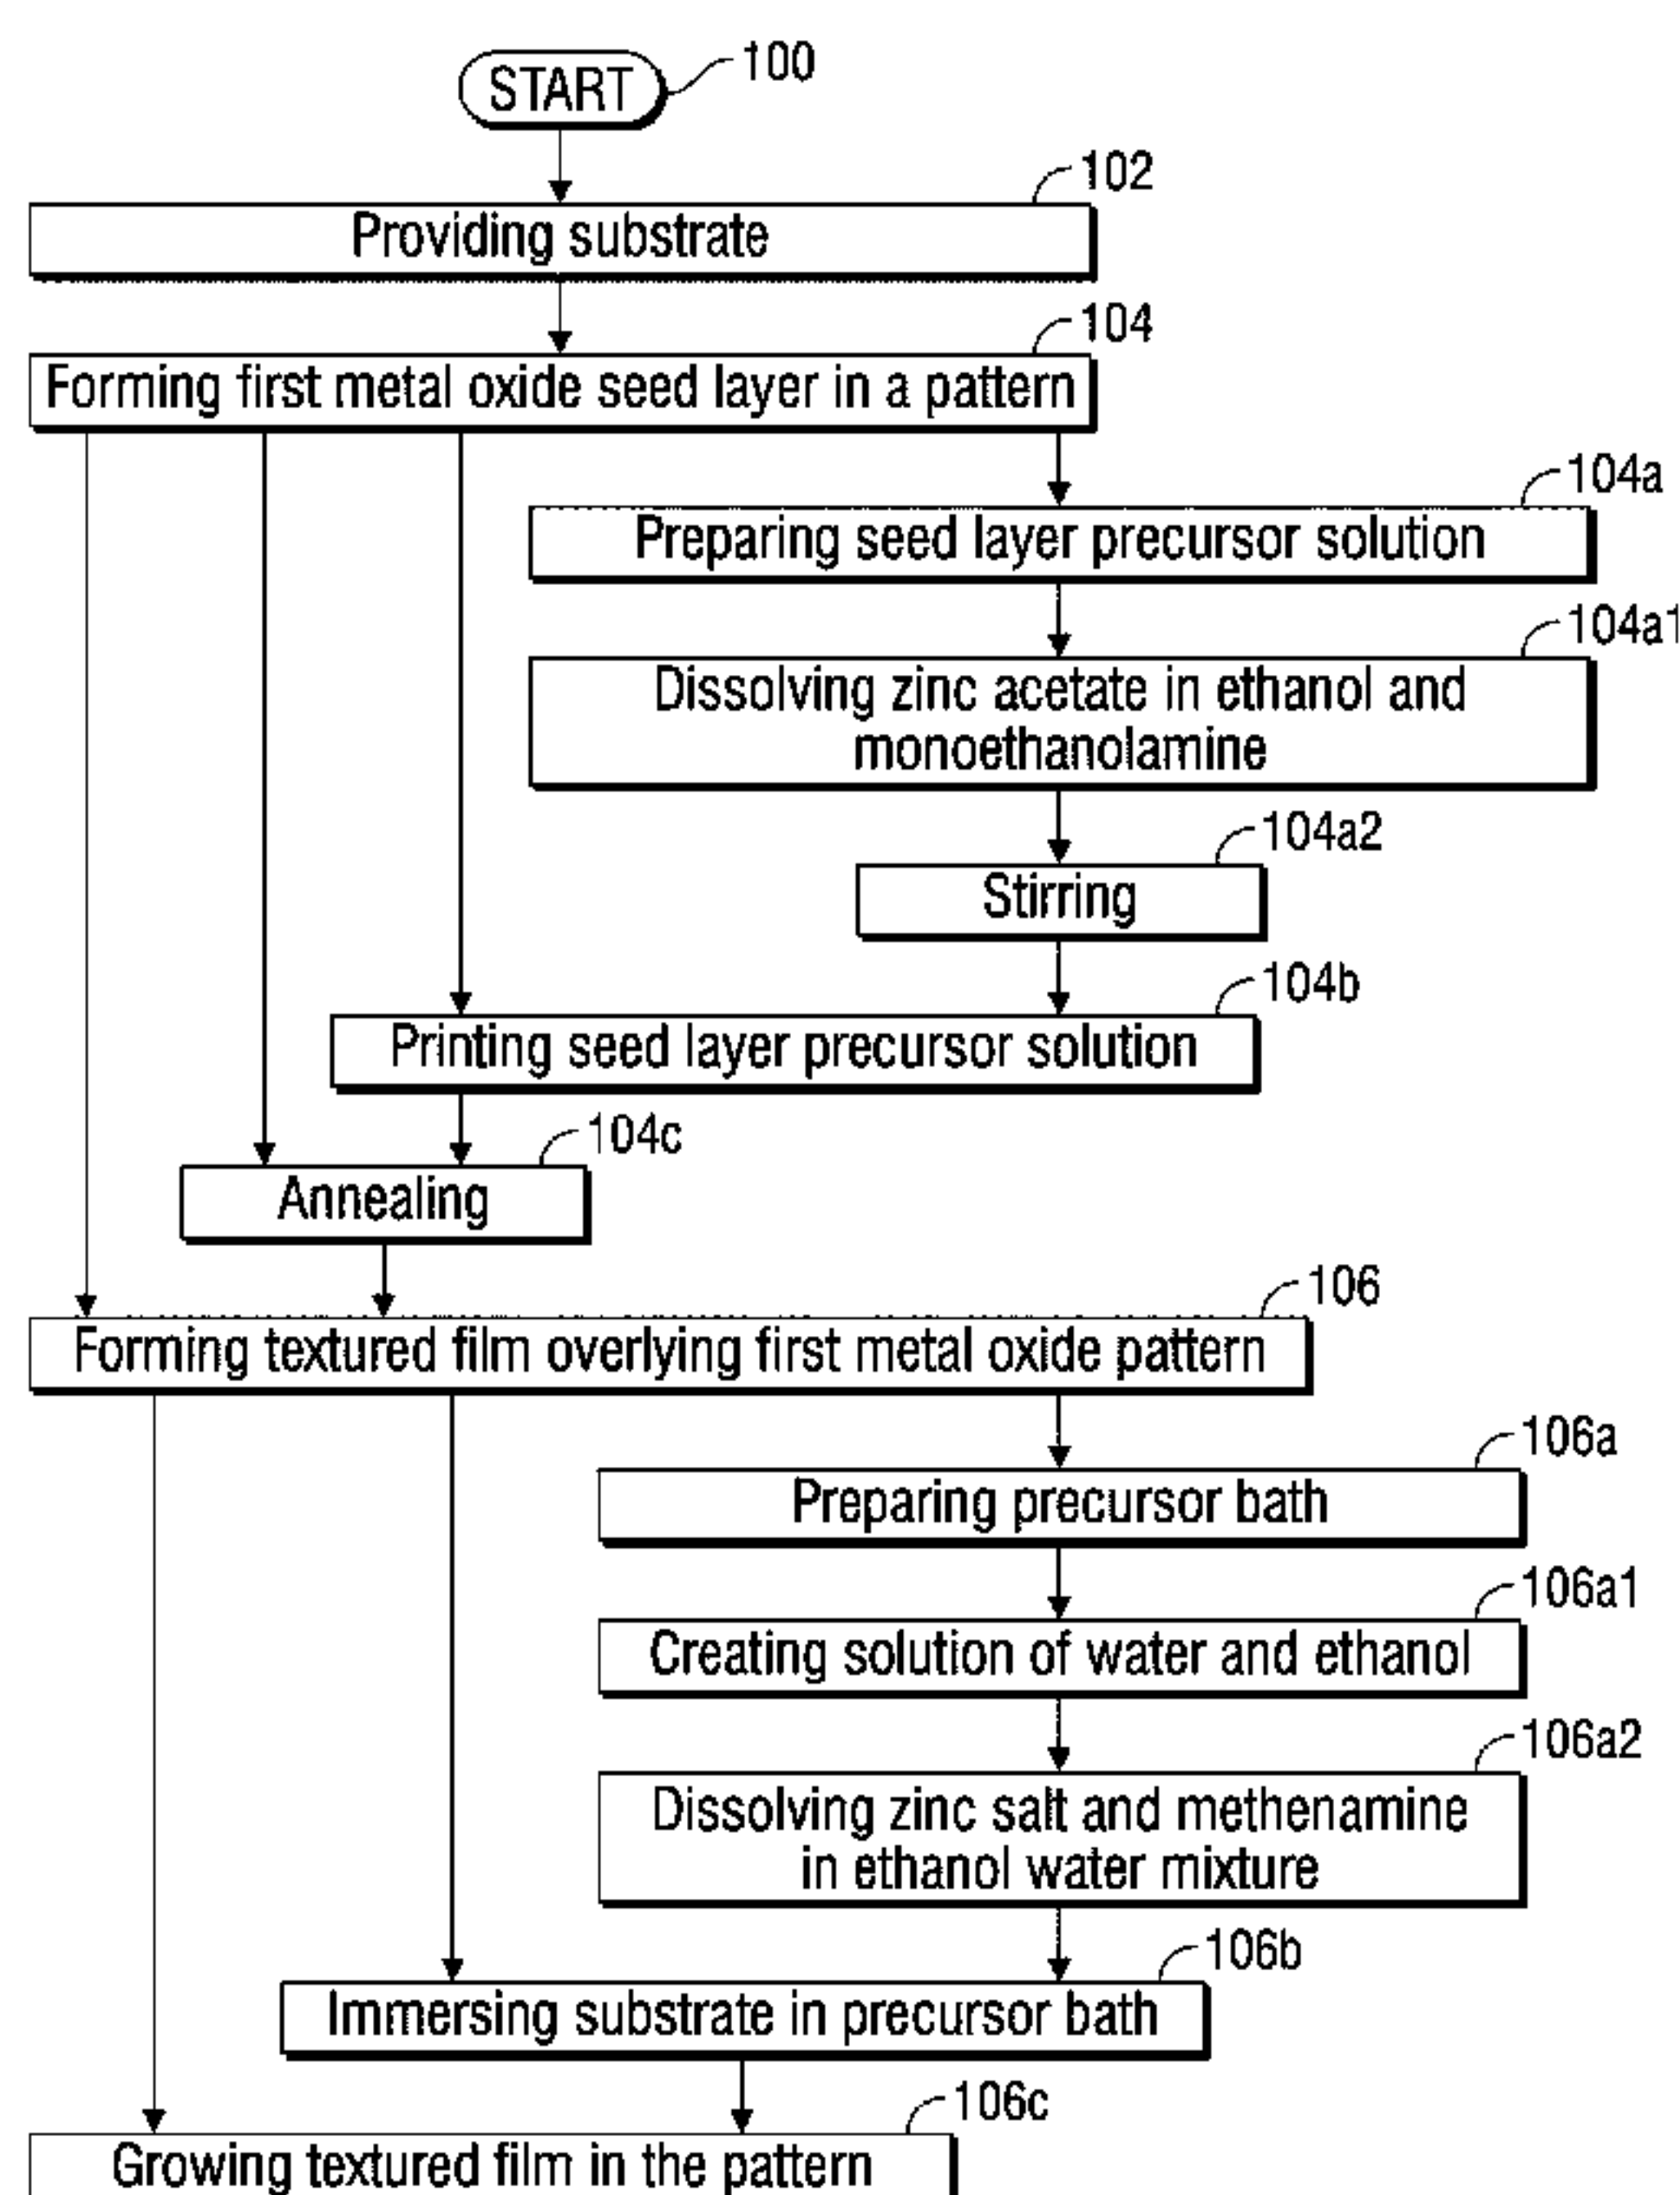 START
100
102
Providing substrate
104
Forming first metal oxide seed layer in a pattern
104a
Preparing seed layer precursor solution
104a1
Dissolving zinc acetate in ethanol and
monoethanolamine
104a2
Stirring
104b
Printing seed layer precursor solution
104c
Annealing
106
Forming textured film overlying first metal oxide pattern
106a
Preparing precursor bath
106a1
Creating solution of water and ethanol
106a2
Dissolving zinc salt and methenamine
in ethanol water mixture
106b
Immersing substrate in precursor bath
106c
Growing textured film in the pattern